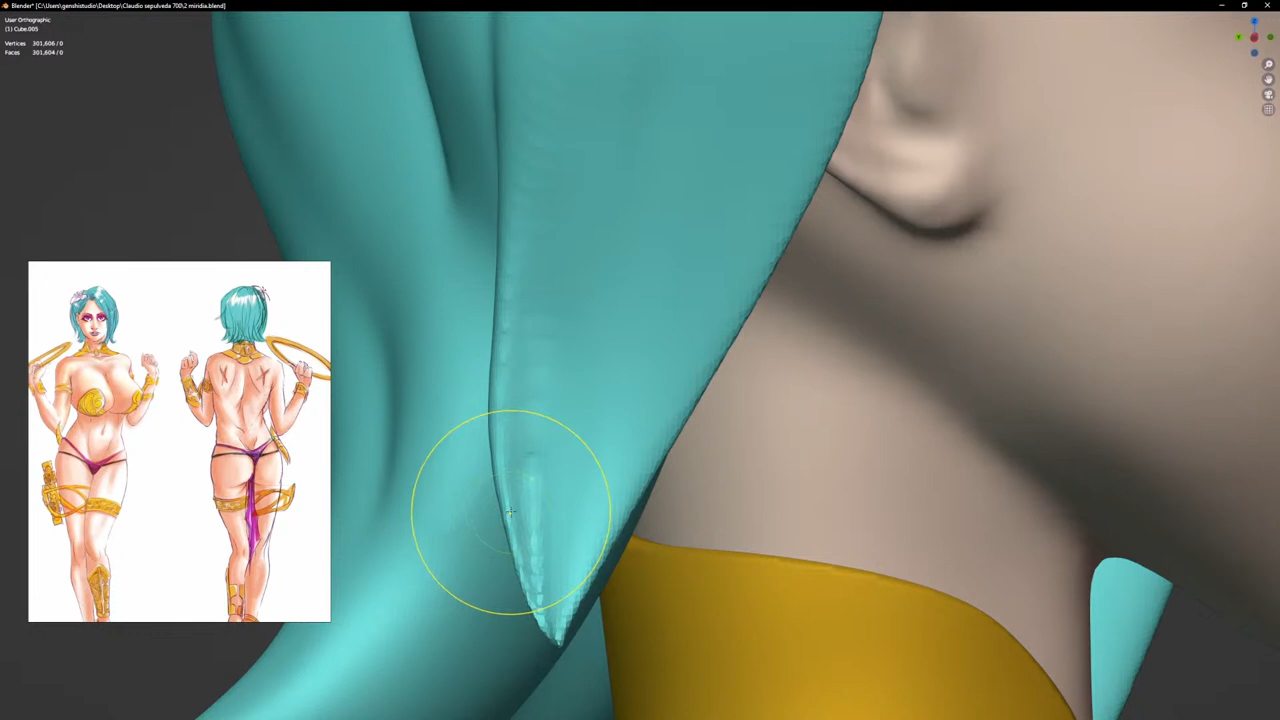 Blender* [C:\Users\genshistudio\Desktop\Claudio sepulveda 700\2 miridia.blend]
User Orthographic
(1) Cube.005
Vertices 301,606 / 0
Faces 301,604 / 0
Z
Y